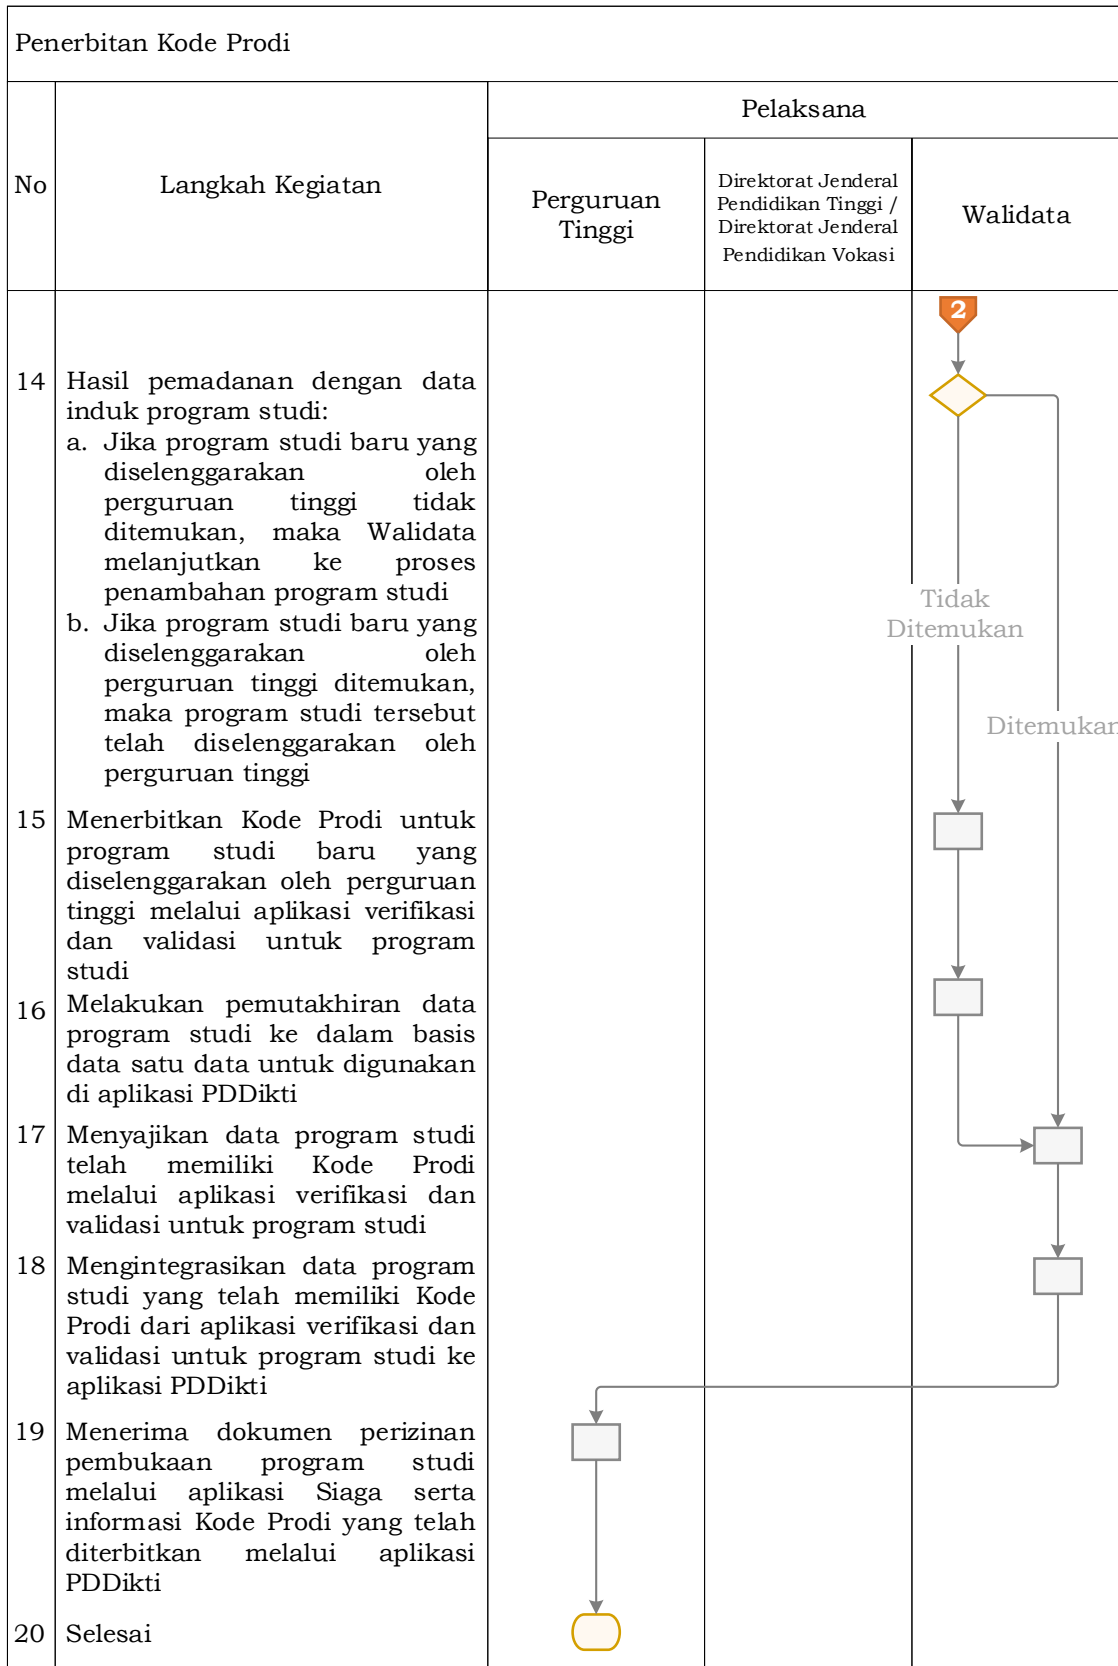 Penerbitan Kode Prodi
Pelaksana
No
Langkah Kegiatan
Perguruan
Tinggi
Direktorat Jenderal
Pendidikan Tinggi /
Direktorat Jenderal
Pendidikan Vokasi
Walidata
2
14 Hasil pemadanan dengan data
induk program studi:
a. Jika program studi baru yang
diselenggarakan oleh
perguruan tinggi tidak
ditemukan, maka Walidata
melanjutkan ke proses
penambahan program studi
b. Jika program studi baru yang
diselenggarakan oleh
perguruan tinggi ditemukan,
maka program studi tersebut
telah diselenggarakan oleh
perguruan tinggi
Tidak
Ditemukan
Ditemukan
15 Menerbitkan Kode Prodi untuk
program studi baru yang
diselenggarakan oleh perguruan
tinggi melalui aplikasi verifikasi
dan validasi untuk program
studi
16 Melakukan pemutakhiran data
program studi ke dalam basis
data satu data untuk digunakan
di aplikasi PDDikti
17 Menyajikan data program studi
telah memiliki Kode Prodi
melalui aplikasi verifikasi dan
validasi untuk program studi
18 Mengintegrasikan data program
studi yang telah memiliki Kode
Prodi dari aplikasi verifikasi dan
validasi untuk program studi ke
aplikasi PDDikti
19 Menerima dokumen perizinan
pembukaan program studi
melalui aplikasi Siaga serta
informasi Kode Prodi yang telah
diterbitkan melalui aplikasi
PDDikti
20 Selesai